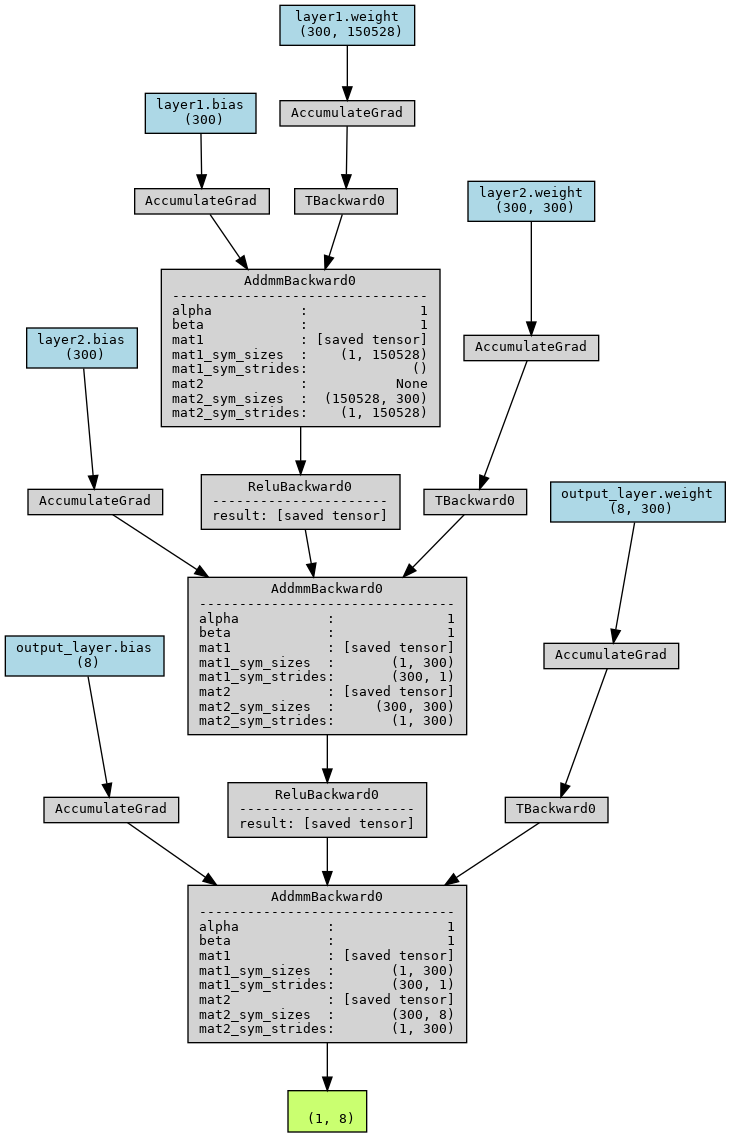 layer1.weight
(300, 150528)
layer1.bias
(300)
AccumulateGrad
AccumulateGrad
TBackward0
layer2.weight
(300, 300)
AddmmBackward0
--------------------------------
alpha           :              1
beta            :              1
mat1            : [saved tensor]
mat1_sym_sizes  :    (1, 150528)
mat1_sym_strides:             ()
mat2            :           None
mat2_sym_sizes  :  (150528, 300)
mat2_sym_strides:    (1, 150528)
layer2.bias
(300)
AccumulateGrad
ReluBackward0
----------------------
result: [saved tensor]
AccumulateGrad
TBackward0
output_layer.weight
(8, 300)
AddmmBackward0
--------------------------------
alpha           :              1
beta            :              1
mat1            : [saved tensor]
mat1_sym_sizes  :       (1, 300)
mat1_sym_strides:       (300, 1)
mat2            : [saved tensor]
mat2_sym_sizes  :     (300, 300)
mat2_sym_strides:       (1, 300)
output_layer.bias
(8)
AccumulateGrad
ReluBackward0
----------------------
result: [saved tensor]
AccumulateGrad
TBackward0
AddmmBackward0
--------------------------------
alpha           :              1
beta            :              1
mat1            : [saved tensor]
mat1_sym_sizes  :       (1, 300)
mat1_sym_strides:       (300, 1)
mat2            : [saved tensor]
mat2_sym_sizes  :       (300, 8)
mat2_sym_strides:       (1, 300)
(1, 8)